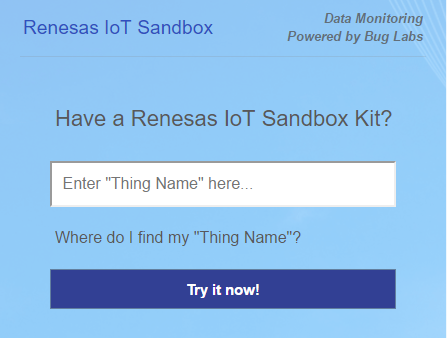 Renesas IoT Sandbox
Data Monitoring
Powered by Bug Labs
Have a Renesas IoT Sandbox Kit?
Enter "Thing Name" here...
Where do I find my "Thing Name"?
Try it now!